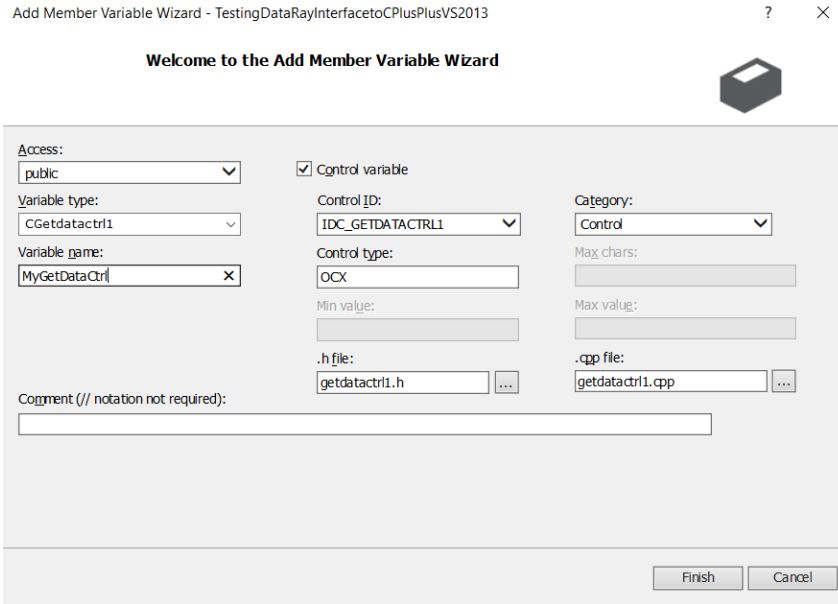 Add Member Variable Wizard - TestingDataRayInterfacetoCPlusPlusVS2013 ?
Welcome to the Add Member Variable Wizard
Access:
public
Control variable
Variable type:
CGetdatactrl1
Control ID:
IDC_GETDATACTRL1
Category:
Control
Variable name:
MyGetDataCtrl
Control type:
OCX
Max chars:
Min value:
Max value:
.h file:
getdatactrl1.h
...
.cpp file:
getdatactrl1.cpp
...
Comment (// notation not required):
Finish
Cancel